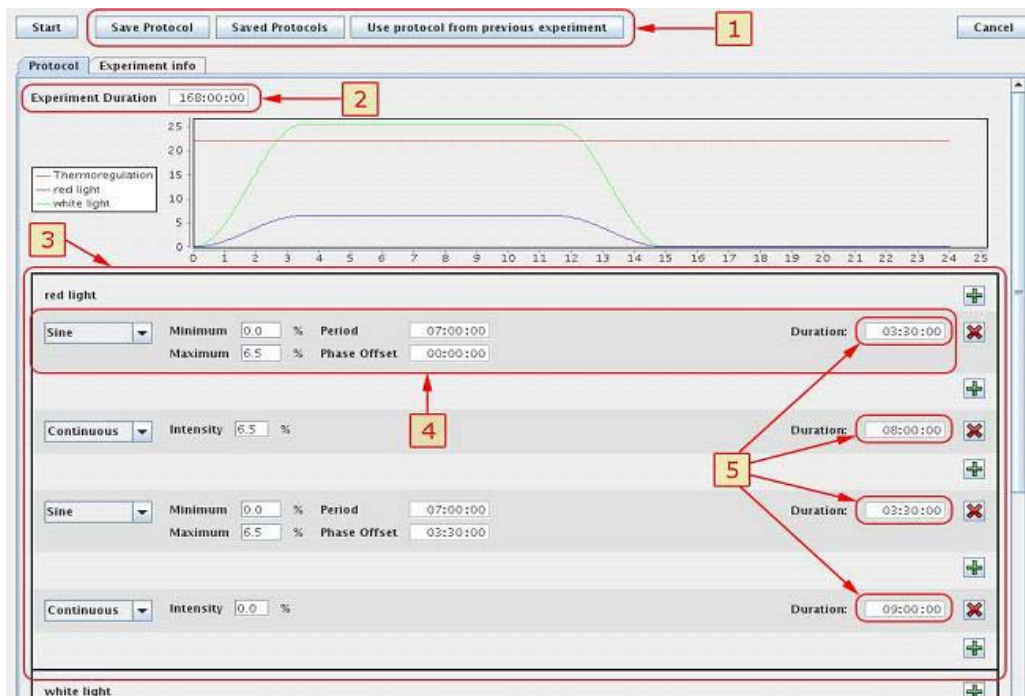 Start Save Protocol Saved Protocols Use protocol from previous experiment 1 Cancel
Protocol Experiment info
Experiment Duration 168:00:00 2
25
20
15
10
5
0
Thermoregulation
red light
white light
0 1 2 3 4 5 6 7 8 9 10 11 12 13 14 15 16 17 18 19 20 21 22 23 24 25
3
red light
Sine Minimum 0.0 % Period 07:00:00 Duration: 03:30:00
Maximum 6.5 % Phase Offset 00:00:00
4
Continuous Intensity 6.5 % Duration: 08:00:00
5
Sine Minimum 0.0 % Period 07:00:00 Duration: 03:30:00
Maximum 6.5 % Phase Offset 03:30:00
Continuous Intensity 0.0 % Duration: 09:00:00
white light